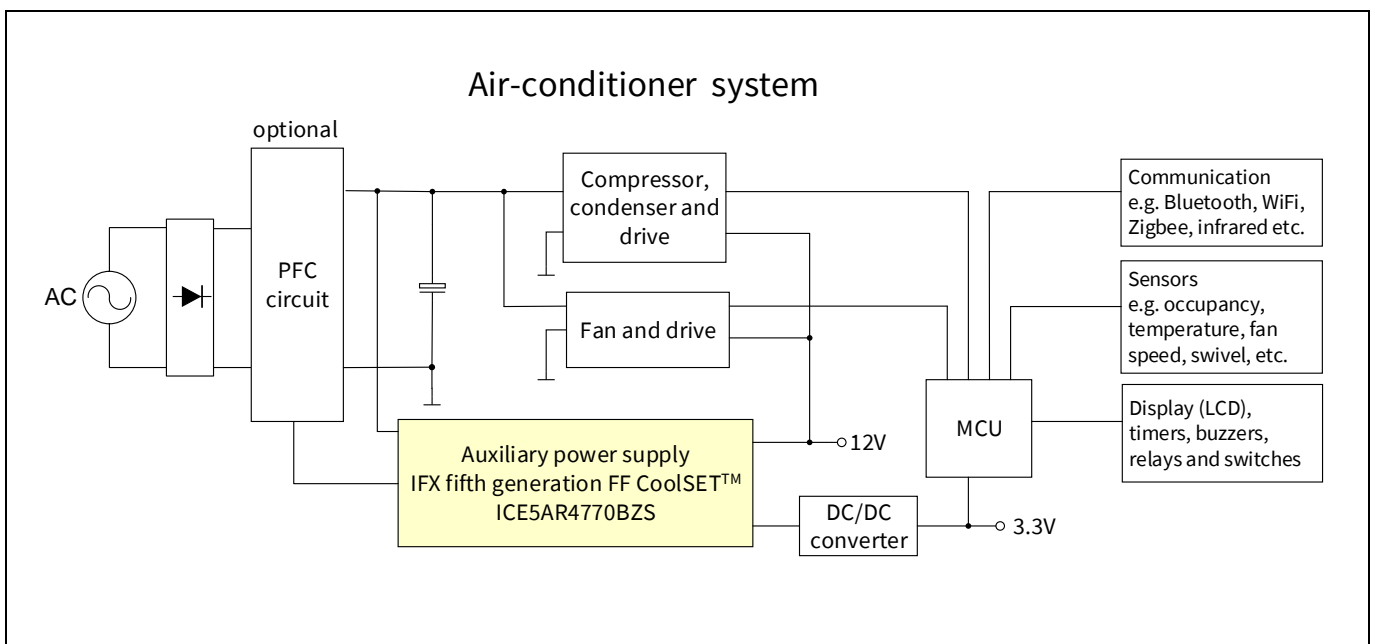 Air-conditioner system
optional
PFC
circuit
AC
Compressor,
condenser and
drive
Fan and drive
Auxiliary power supply
IFX fifth generation FF CoolSET™
ICE5AR4770BZS
12V
DC/DC
converter
3.3V
MCU
Communication
e.g. Bluetooth, WiFi,
Zigbee, infrared etc.
Sensors
e.g. occupancy,
temperature, fan
speed, swivel, etc.
Display (LCD),
timers, buzzers,
relays and switches